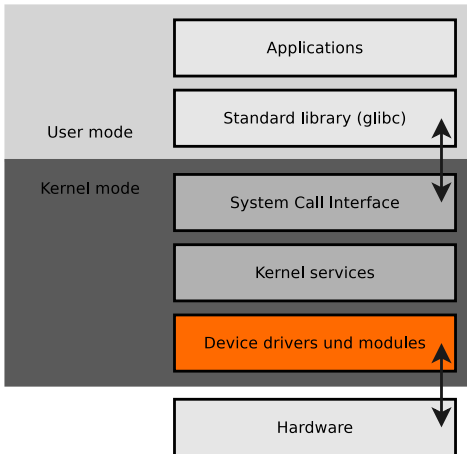 Applications
Standard library (glibc)
User mode
Kernel mode
System Call Interface
Kernel services
Device drivers und modules
Hardware